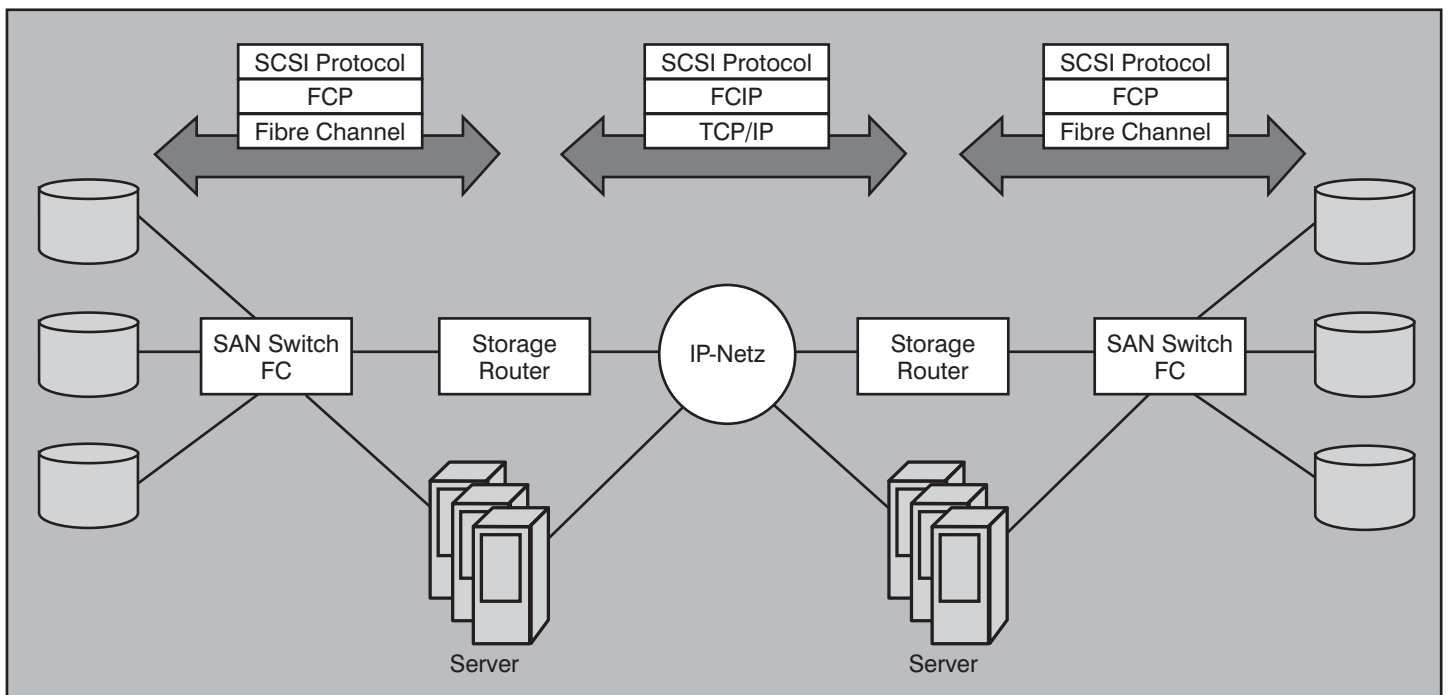 SCSI Protocol
FCP
Fibre Channel
SCSI Protocol
FCIP
TCP/IP
SCSI Protocol
FCP
Fibre Channel
SAN Switch
FC
Storage
Router
IP-Netz
Storage
Router
SAN Switch
FC
Server
Server